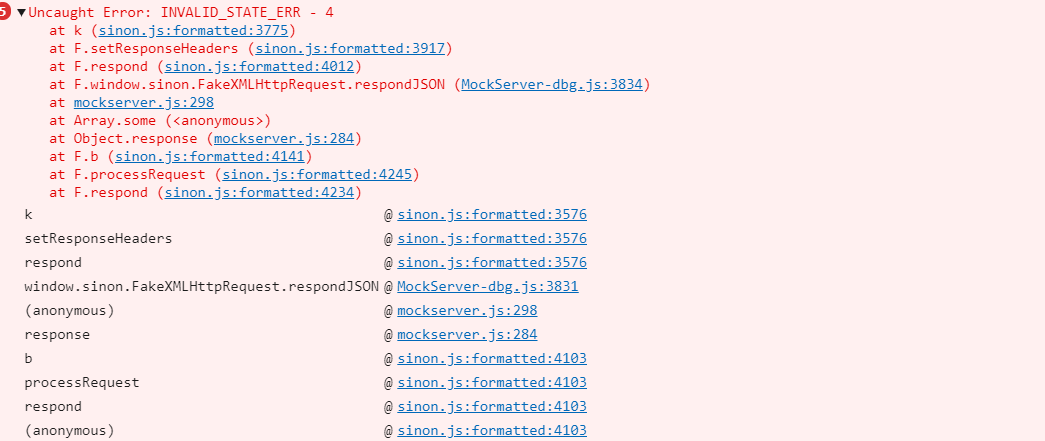 5 ▼Uncaught Error: INVALID_STATE_ERR - 4
at k (sinon.js:formatted:3775)
at F.setResponseHeaders (sinon.js:formatted:3917)
at F.respond (sinon.js:formatted:4012)
at F.window.sinon.FakeXMLHttpRequest.respondJSON (MockServer-dbg.js:3834)
at mockserver.js:298
at Array.some (<anonymous>)
at Object.response (mockserver.js:284)
at F.b (sinon.js:formatted:4141)
at F.processRequest (sinon.js:formatted:4245)
at F.respond (sinon.js:formatted:4234)
k @ sinon.js:formatted:3576
setResponseHeaders @ sinon.js:formatted:3576
respond @ sinon.js:formatted:3576
window.sinon.FakeXMLHttpRequest.respondJSON @ MockServer-dbg.js:3831
(anonymous) @ mockserver.js:298
response @ mockserver.js:284
b @ sinon.js:formatted:4103
processRequest @ sinon.js:formatted:4103
respond @ sinon.js:formatted:4103
(anonymous) @ sinon.js:formatted:4103